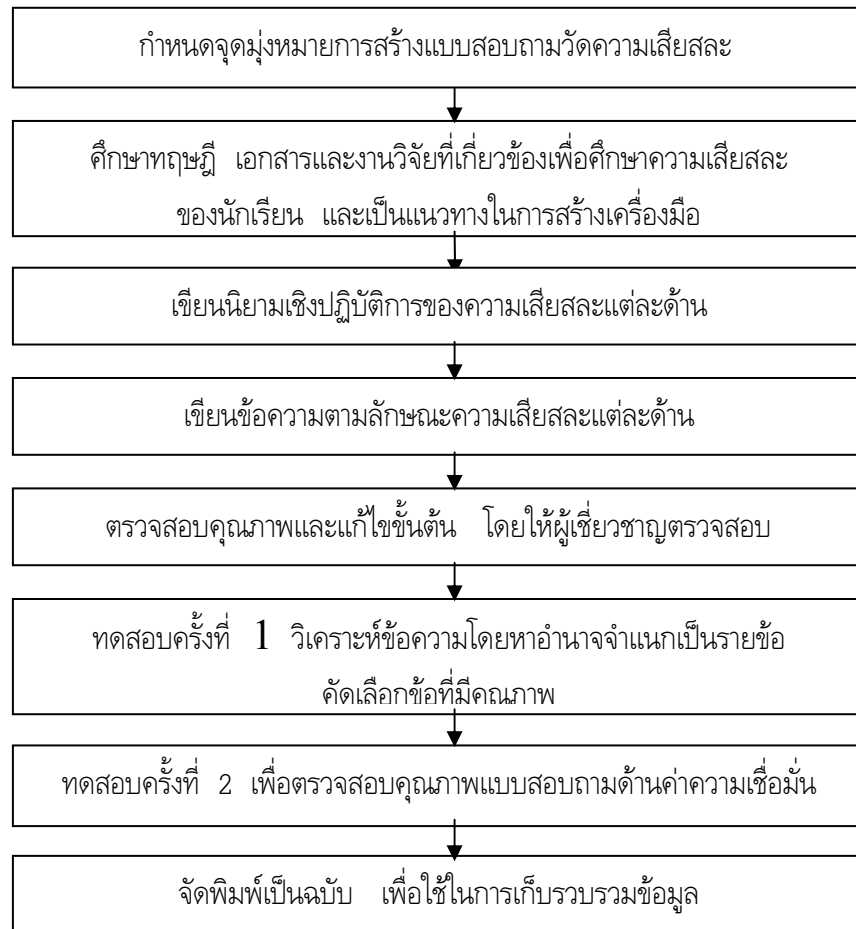 กำหนดจุดมุ่งหมายการสร้างแบบสอบถามวัดความเสียสละ
ศึกษาทฤษฎี เอกสารและงานวิจัยที่เกี่ยวข้องเพื่อศึกษาความเสียสละ
ของนักเรียน และเป็นแนวทางในการสร้างเครื่องมือ
เขียนนิยามเชิงปฏิบัติการของความเสียสละแต่ละด้าน
เขียนข้อความตามลักษณะความเสียสละแต่ละด้าน
ตรวจสอบคุณภาพและแก้ไขขั้นต้น โดยให้ผู้เชี่ยวชาญตรวจสอบ
ทดสอบครั้งที่ 1 วิเคราะห์ข้อความโดยหาอำนาจจำแนกเป็นรายข้อ
คัดเลือกข้อที่มีคุณภาพ
ทดสอบครั้งที่ 2 เพื่อตรวจสอบคุณภาพแบบสอบถามด้านค่าความเชื่อมั่น
จัดพิมพ์เป็นฉบับ เพื่อใช้ในการเก็บรวบรวมข้อมูล